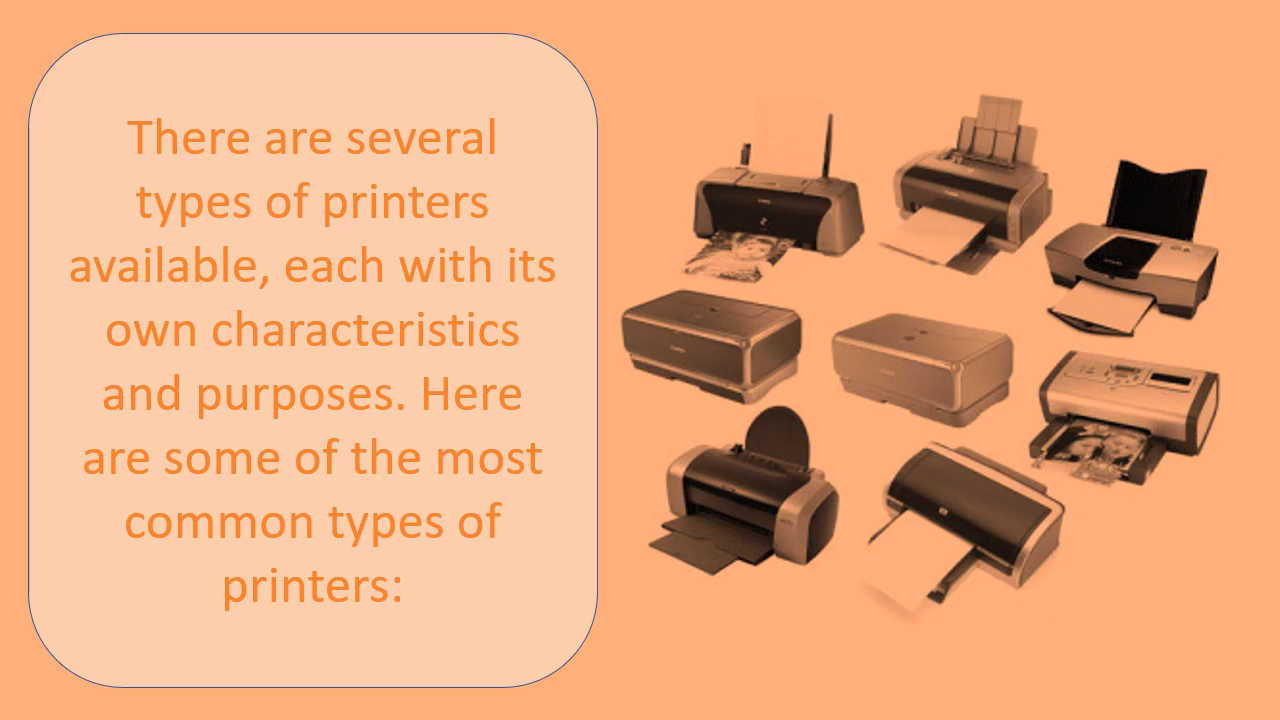 There are several
types of printers
available, each with its
own characteristics
and purposes. Here
are some of the most
common types of
printers: